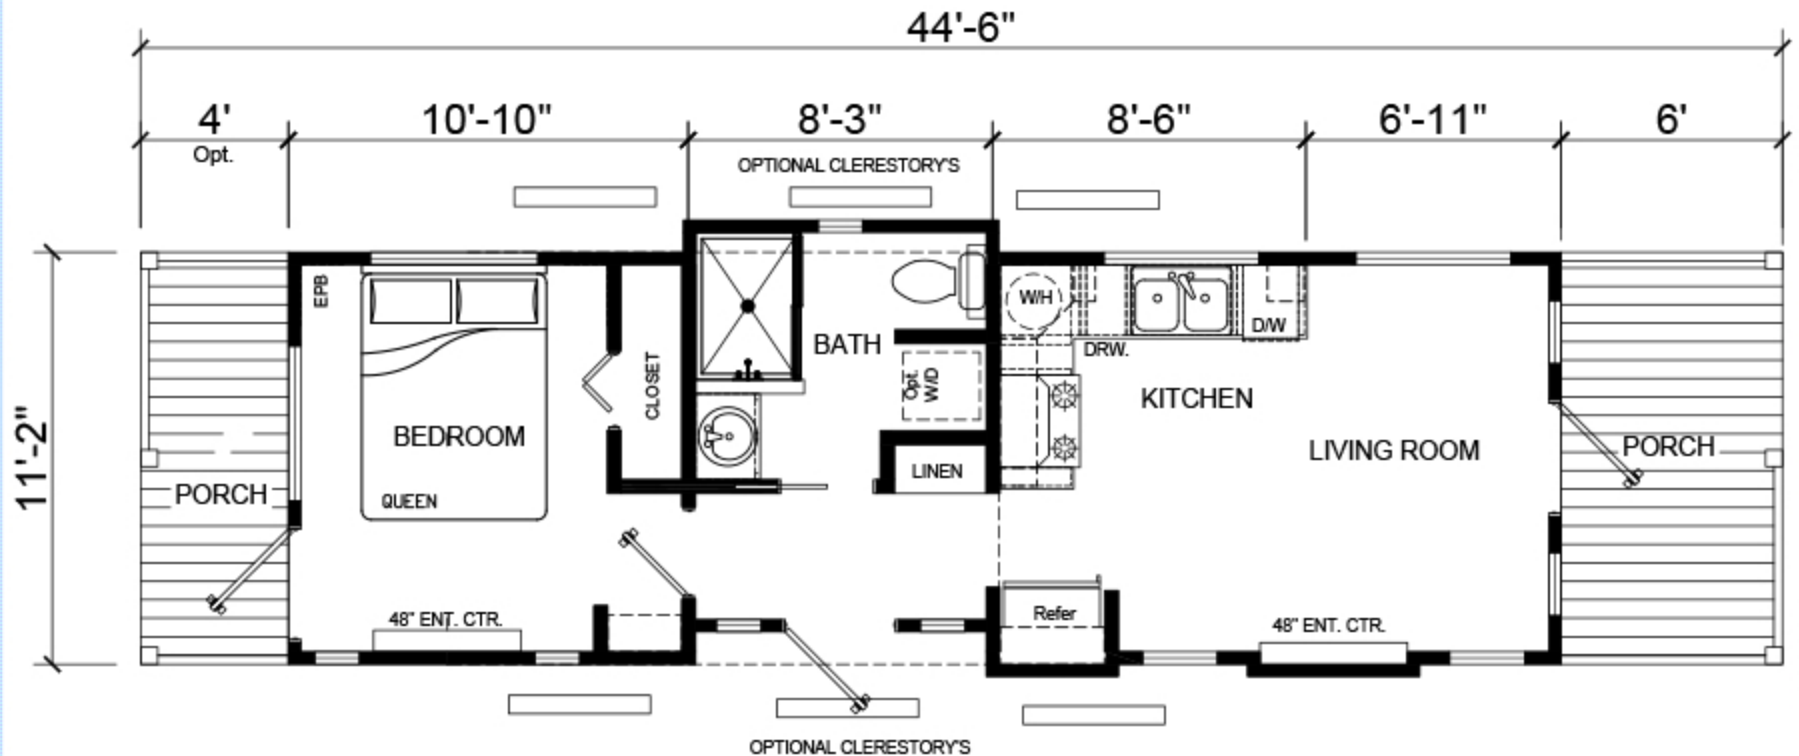 44'-6"
4'
10'-10"
8'-3"
8'-6"
6'-11"
6'
Opt.
OPTIONAL CLERESTORY'S
11'-2"
EPB
W/H
D/W
BATH
DRW.
CLOSET
Opt.
W/D
KITCHEN
BEDROOM
LIVING ROOM
PORCH
LINEN
PORCH
QUEEN
48" ENT. CTR.
Refer
48" ENT. CTR.
OPTIONAL CLERESTORY'S